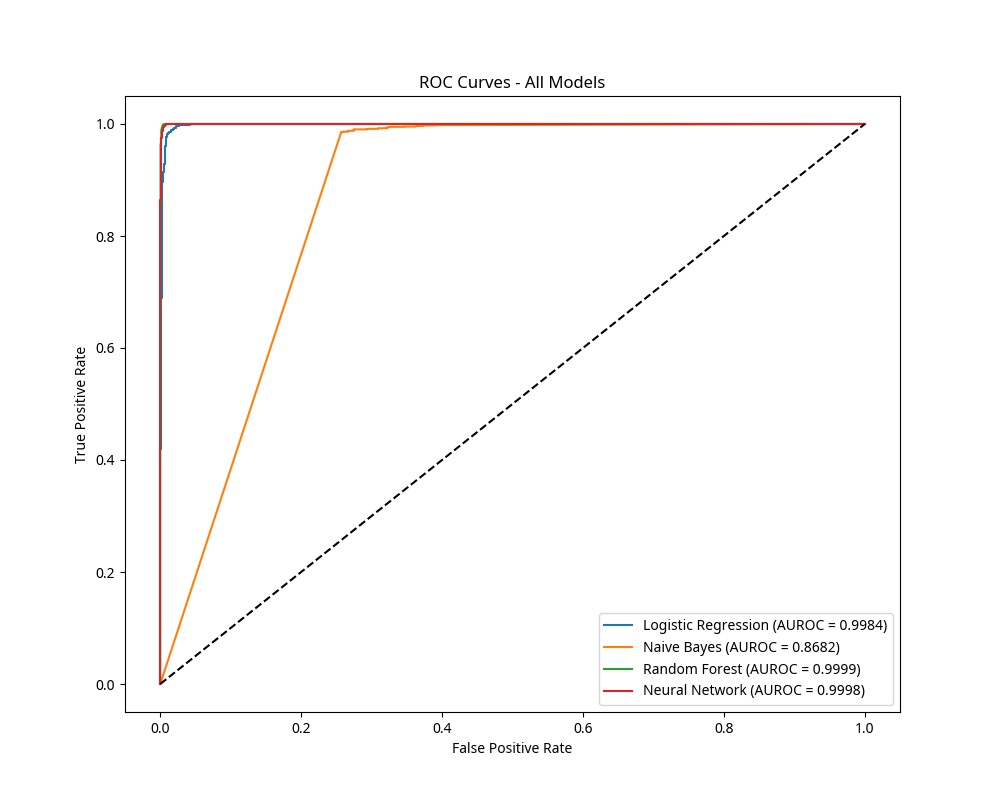 ROC Curves - All Models
True Positive Rate
1.0
0.8
0.6
0.4
0.2
0.0
Logistic Regression (AUROC = 0.9984)
Naive Bayes (AUROC = 0.8682)
Random Forest (AUROC = 0.9999)
Neural Network (AUROC = 0.9998)
0.0 0.2 0.4 0.6 0.8 1.0
False Positive Rate